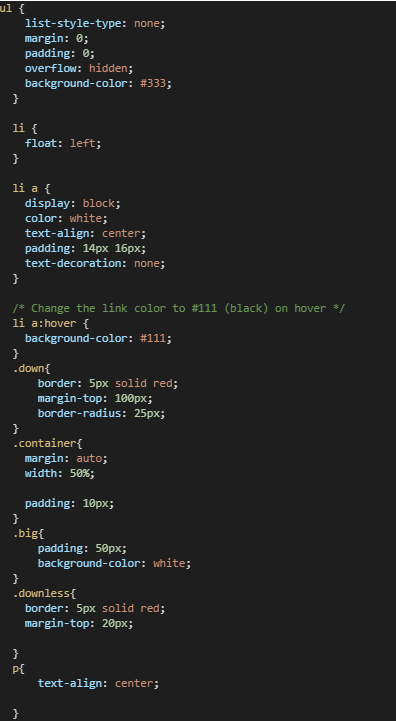 ul {
list-style-type: none;
margin: 0;
padding: 0;
overflow: hidden;
background-color: #333;
}
li {
float: left;
}
li a {
display: block;
color: white;
text-align: center;
padding: 14px 16px;
text-decoration: none;
}
/* Change the link color to #111 (black) on hover */
li a:hover {
background-color: #111;
}
.down{
border: 5px solid red;
margin-top: 100px;
border-radius: 25px;
}
.container{
margin: auto;
width: 50%;
padding: 10px;
}
.big{
padding: 50px;
background-color: white;
}
.downless{
border: 5px solid red;
margin-top: 20px;
}
p{
text-align: center;
}